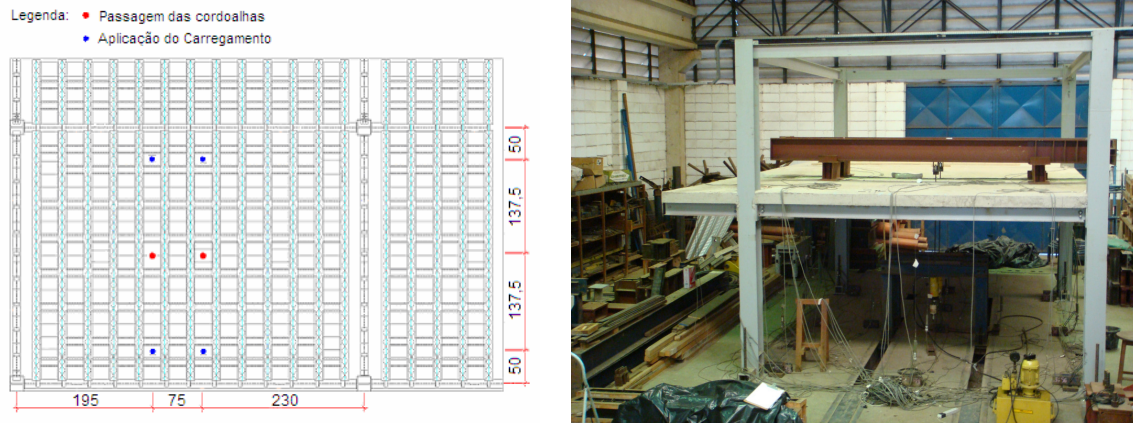 Legenda: Passagem das cordoalhas
Aplicação do Carregamento
50
137,5
137,5
50
195 75 230